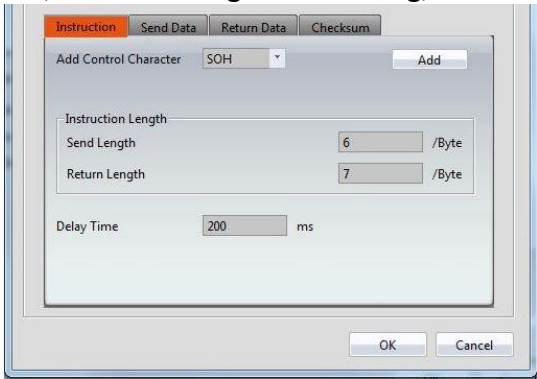 Instruction Send Data Return Data Checksum
Add Control Character SOH Add
Instruction Length
Send Length 6 /Byte
Return Length 7 /Byte
Delay Time 200 ms
OK Cancel